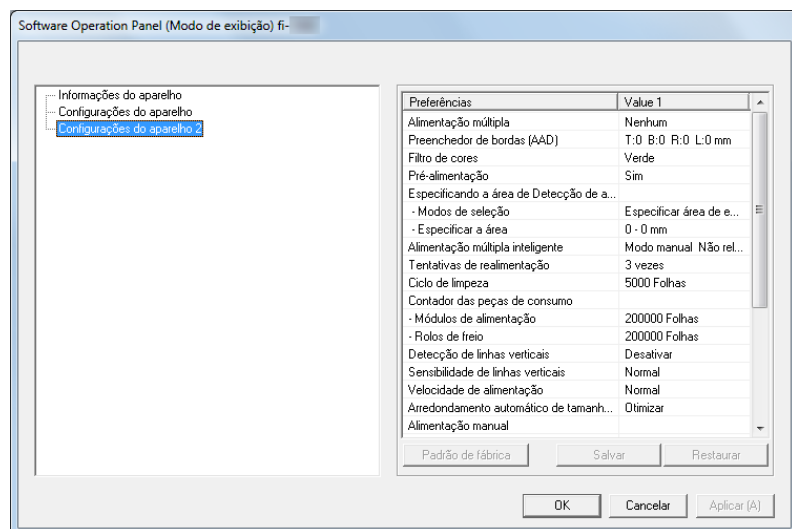 Software Operation Panel (Modo de exibição) fi-
Informações do aparelho
Configurações do aparelho
Configurações do aparelho 2
Preferências Value 1
Alimentação múltipla Nenhum
Preenchedor de bordas (AAD) T:0 B:0 R:0 L:0 mm
Filtro de cores Verde
Pré-alimentação Sim
Especificando a área de Detecção de a...
- Modos de seleção Especificar área de e...
- Especificar a área 0 - 0 mm
Alimentação múltipla inteligente Modo manual Não rel...
Tentativas de realimentação 3 vezes
Ciclo de limpeza 5000 Folhas
Contador das peças de consumo
- Módulos de alimentação 200000 Folhas
- Rolos de freio 200000 Folhas
Detecção de linhas verticais Desativar
Sensibilidade de linhas verticais Normal
Velocidade de alimentação Normal
Arredondamento automático de tamanh... Otimizar
Alimentação manual
Padrão de fábrica Salvar Restaurar
OK Cancelar Aplicar (A)